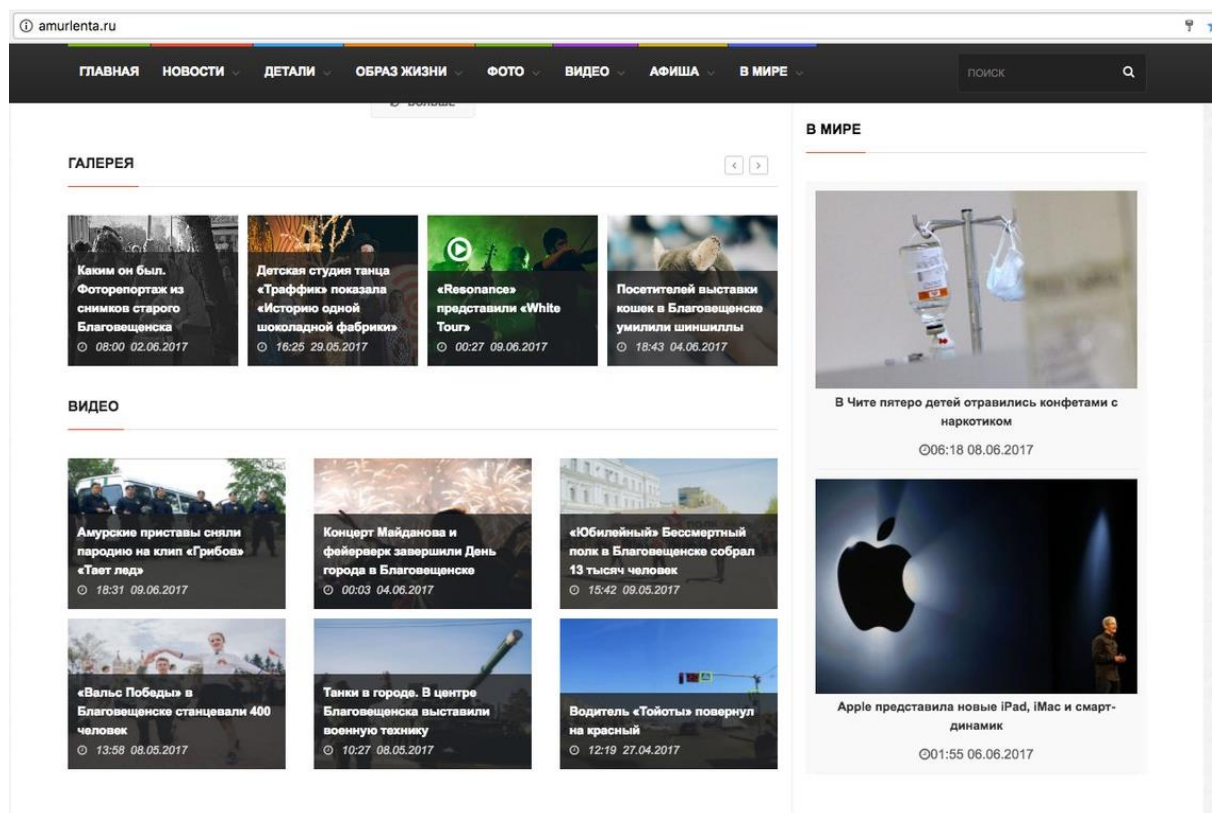 amurlenta.ru
ГЛАВНАЯ НОВОСТИ ДЕТАЛИ ОБРАЗ ЖИЗНИ ФОТО ВИДЕО АФИША В МИРЕ ПОИСК
БОЛЬШЕ
ГАЛЕРЕЯ
Каким он был.
Фоторепортаж из
снимков старого
Благовещенска
08:00 02.06.2017
Детская студия танца
«Траффик» показала
«Историю одной
шоколадной фабрики»
16:25 29.05.2017
«Resonance»
представили «White
Tour»
00:27 09.06.2017
Посетителей выставки
кошек в Благовещенске
умилили шиншиллы
18:43 04.06.2017
ВИДЕО
Амурские приставы сняли
пародию на клип «Грибов»
«Тает лед»
18:31 09.06.2017
Концерт Майданова и
фейерверк завершили День
города в Благовещенске
00:03 04.06.2017
«Юбилейный» Бессмертный
полк в Благовещенске собрал
13 тысяч человек
15:42 09.05.2017
«Вальс Победы» в
Благовещенске станцевали 400
человек
13:58 08.05.2017
Танки в городе. В центре
Благовещенска выставили
военную технику
10:27 08.05.2017
Водитель «Тойоты» повернул
на красный
12:19 27.04.2017
В МИРЕ
В Чите пятеро детей отравились конфетами с
наркотиком
06:18 08.06.2017
Apple представила новые iPad, iMac и смарт-
динамик
01:55 06.06.2017